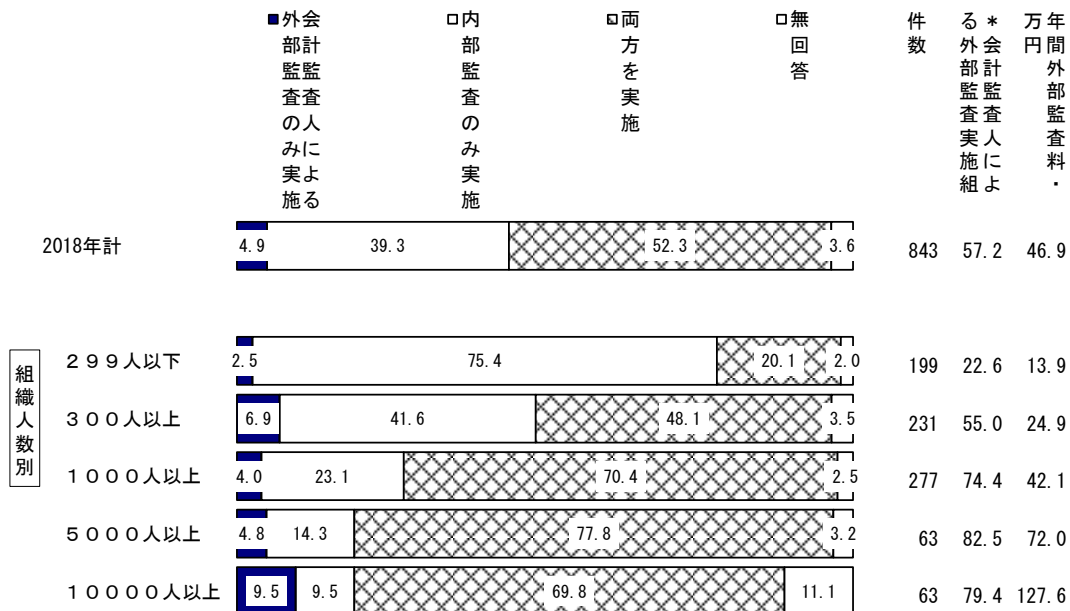 ■会計監査人による外部監査のみ実施
□内部監査のみ実施
両方を実施
□無回答
件数
*会計監査人による外部監査実施組
年間外部監査料・万円
2018年計 4.9 39.3 52.3 3.6 843 57.2 46.9
組織人数別
２９９人以下 2.5 75.4 20.1 2.0 199 22.6 13.9
３００人以上 6.9 41.6 48.1 3.5 231 55.0 24.9
１０００人以上 4.0 23.1 70.4 2.5 277 74.4 42.1
５０００人以上 4.8 14.3 77.8 3.2 63 82.5 72.0
１００００人以上 9.5 9.5 69.8 11.1 63 79.4 127.6